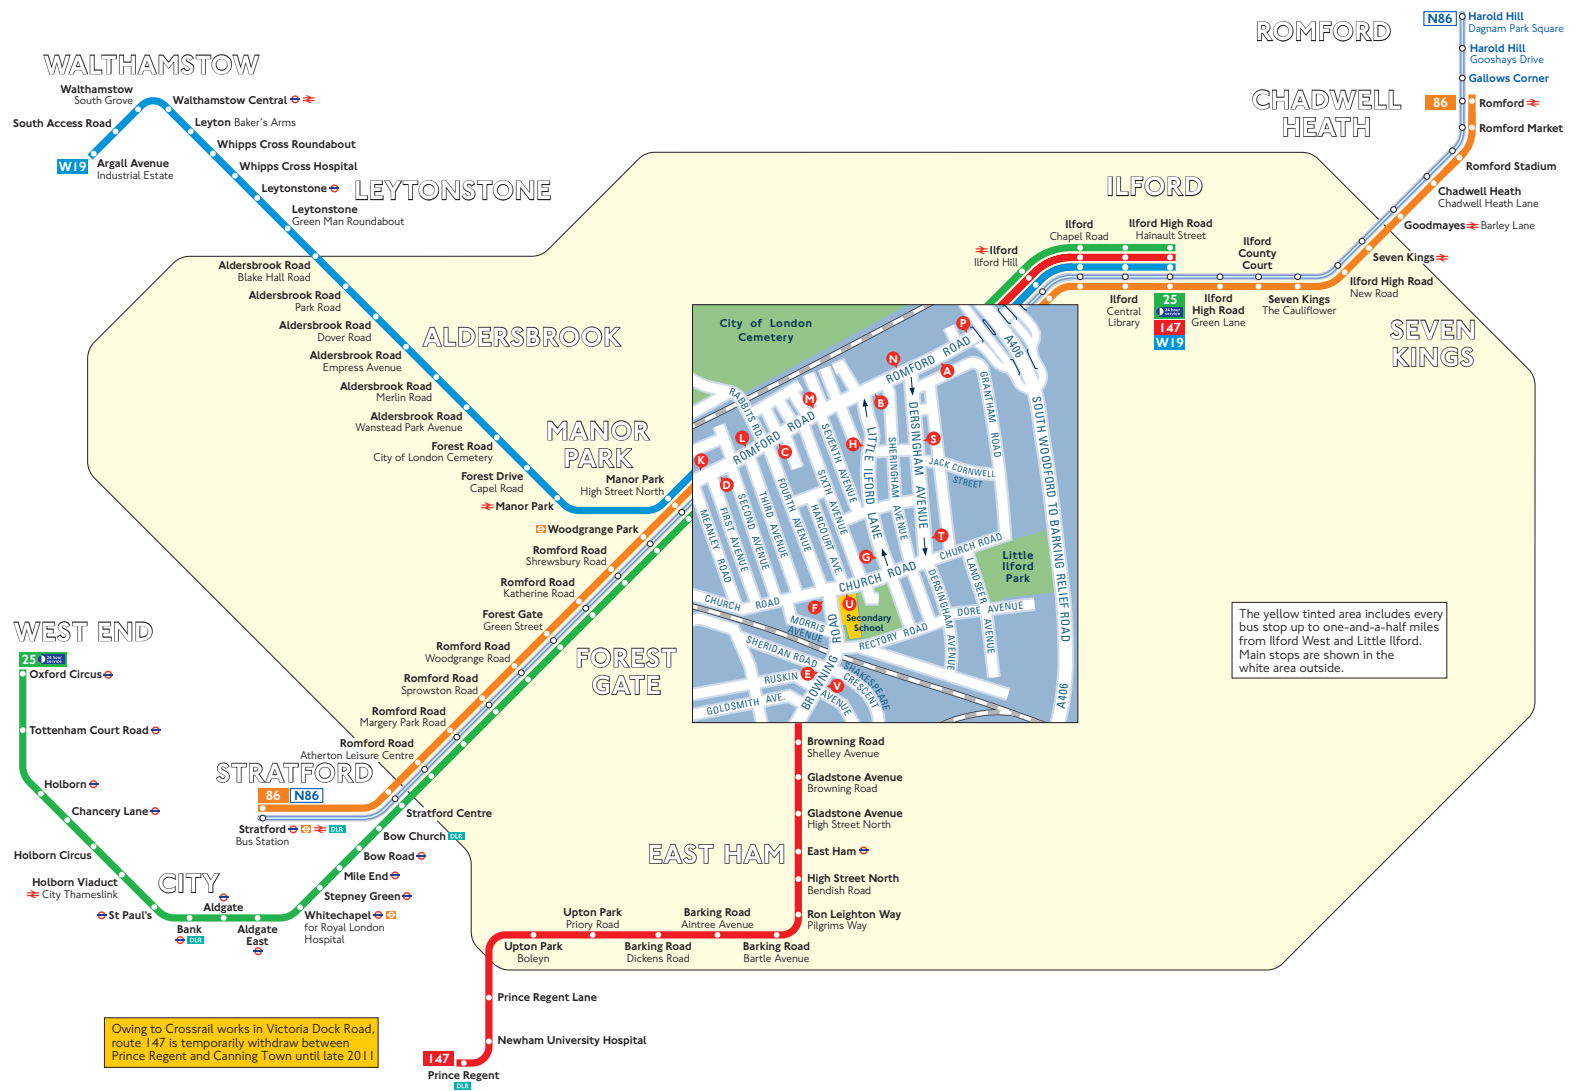 ROMFORD
N86
Harold Hill
Dagnam Park Square
Harold Hill
Gooshays Drive
Gallows Corner
CHADWELL
HEATH
86
Romford
Romford Market
Romford Stadium
Chadwell Heath
Chadwell Heath Lane
Goodmayes Barley Lane
Seven Kings
Ilford High Road
New Road
SEVEN
KINGS
WALTHAMSTOW
Walthamstow
South Grove
Walthamstow Central
South Access Road
Leyton Baker's Arms
Whipps Cross Roundabout
W19
Argall Avenue
Industrial Estate
Whipps Cross Hospital
Leytonstone
LEYTONSTONE
Leytonstone
Green Man Roundabout
Aldersbrook Road
Blake Hall Road
Aldersbrook Road
Park Road
Aldersbrook Road
Dover Road
ALDERSBROOK
Aldersbrook Road
Empress Avenue
Aldersbrook Road
Merlin Road
Aldersbrook Road
Wanstead Park Avenue
Forest Road
City of London Cemetery
Forest Drive
Capel Road
Manor Park
MANOR
PARK
Manor Park
High Street North
Woodgrange Park
Romford Road
Shrewsbury Road
Romford Road
Katherine Road
Forest Gate
Green Street
Romford Road
Woodgrange Road
FOREST
GATE
Romford Road
Sprowston Road
Romford Road
Margery Park Road
Romford Road
Atherton Leisure Centre
STRATFORD
86
N86
Stratford
DLR
Bus Station
ILFORD
Ilford
Ilford Hill
Ilford
Chapel Road
Ilford High Road
Hainault Street
Ilford
County
Court
Ilford
Central
Library
25
24 hour
service
147
W19
Ilford
High Road
Green Lane
Seven Kings
The Cauliflower
City of London
Cemetery
P
A406
N
ROMFORD ROAD
A
RABBITS RD
M
B
GRANTHAM ROAD
SOUTH WOODFORD TO BARKING RELIEF ROAD
L
ROMFORD ROAD
C
SEVENTH AVENUE
H
LITTLE ILFORD LANE
SHERINGHAM AVENUE
DERSINGHAM AVENUE
S
JACK CORNWELL
STREET
K
D
MEANLEY ROAD
FIRST AVENUE
SECOND AVENUE
THIRD AVENUE
FOURTH AVENUE
SIXTH AVENUE
HARCOURT AVE.
G
T
CHURCH ROAD
Little
Ilford
Park
CHURCH ROAD
CHURCH ROAD
F
U
Secondary
School
MORRIS
AVENUE
DERSINGHAM AVENUE
LANDSEER AVENUE
DORE AVENUE
RECTORY ROAD
SHERIDAN ROAD
BROWNING ROAD
RUSKIN AVENUE
E
V
SHAKESPEARE
CRESCENT
GOLDSMITH AVE.
A406
The yellow tinted area includes every
bus stop up to one-and-a-half miles
from Ilford West and Little Ilford.
Main stops are shown in the
white area outside.
WEST END
25
24 hour
service
Oxford Circus
Tottenham Court Road
Holborn
Chancery Lane
Holborn Circus
Holborn Viaduct
City Thameslink
St Paul's
CITY
Bank
DLR
Aldgate
Aldgate
East
Whitechapel
for Royal London
Hospital
Stepney Green
Mile End
Bow Road
Bow Church DLR
Stratford Centre
Browning Road
Shelley Avenue
Gladstone Avenue
Browning Road
Gladstone Avenue
High Street North
EAST HAM
East Ham
High Street North
Bendish Road
Ron Leighton Way
Pilgrims Way
Barking Road
Bartle Avenue
Barking Road
Aintree Avenue
Barking Road
Dickens Road
Upton Park
Priory Road
Upton Park
Boleyn
Prince Regent Lane
Newham University Hospital
147
Prince Regent
DLR
Owing to Crossrail works in Victoria Dock Road,
route 147 is temporarily withdraw between
Prince Regent and Canning Town until late 2011